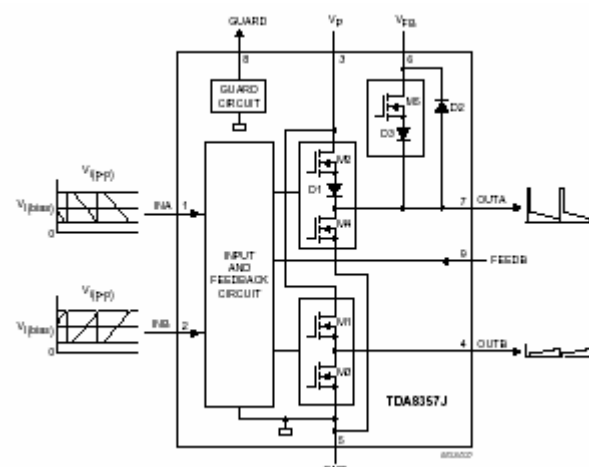 GUARD
VP
VFB
8
3
6
GUARD
CIRCUIT
M5
D3
D2
M2
D1
M4
VI(p-p)
VI(bias)
0
INA
1
7
OUTA
INPUT
AND
FEEDBACK
CIRCUIT
9
FEEDB
VI(p-p)
VI(bias)
0
INB
2
M1
4
OUTB
M3
TDA8357J
5